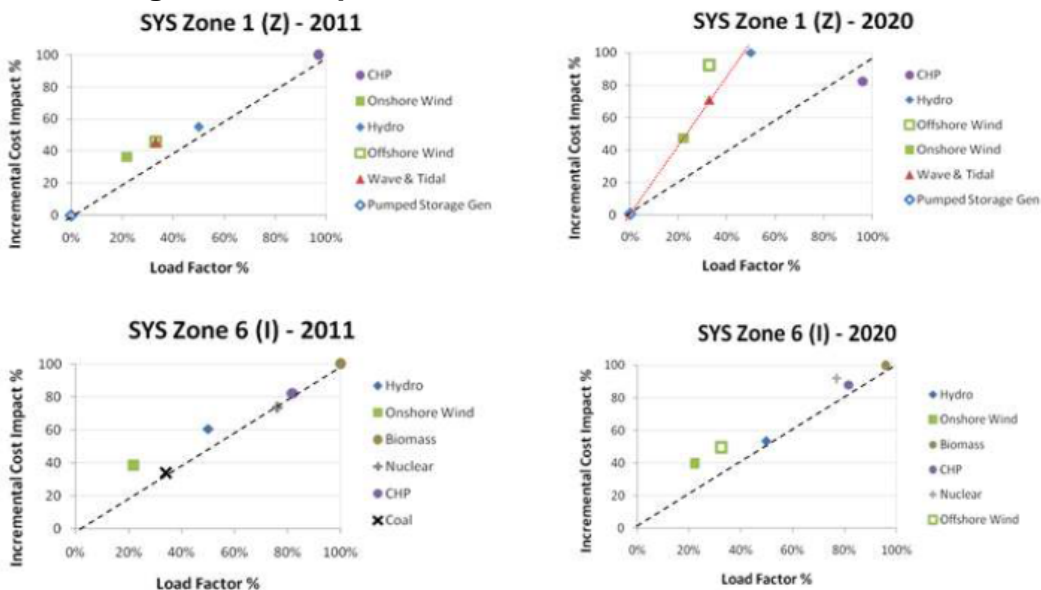 SYS Zone 1 (Z) - 2011
Incremental Cost Impact %
100
80
60
40
20
0
0% 20% 40% 60% 80% 100%
Load Factor %
CHP
Onshore Wind
Hydro
Offshore Wind
Wave & Tidal
Pumped Storage Gen
SYS Zone 1 (Z) - 2020
Incremental Cost Impact %
100
80
60
40
20
0
0% 20% 40% 60% 80% 100%
Load Factor %
CHP
Hydro
Offshore Wind
Onshore Wind
Wave & Tidal
Pumped Storage Gen
SYS Zone 6 (I) - 2011
Incremental Cost Impact %
100
80
60
40
20
0
0% 20% 40% 60% 80% 100%
Load Factor %
Hydro
Onshore Wind
Biomass
Nuclear
CHP
Coal
SYS Zone 6 (I) - 2020
Incremental Cost Impact %
100
80
60
40
20
0
0% 20% 40% 60% 80% 100%
Load Factor %
Hydro
Onshore Wind
Biomass
CHP
Nuclear
Offshore Wind